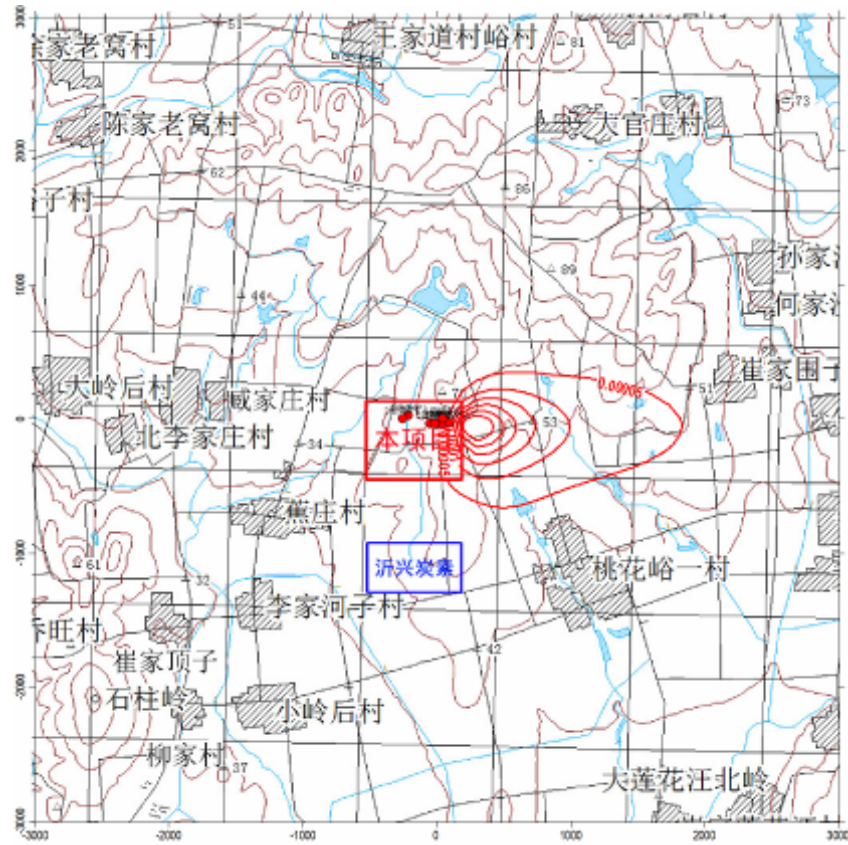 3000
51
余家老窝村
王家道村峪村
81
陈家老窝村
大官庄村
73
2000
62
86
子村
孙家
89
1000
44
何家
崔家围子
0.00005
51
大岭后村
臧家庄村
0
53
本项目
北李家庄村
34
蕉庄村
-1000
沂兴炭素
61
桃花峪一村
32
李家河子村
旺村
42
崔家顶子
-2000
石柱岭
小岭后村
柳家村
37
大莲花汪北岭
-3000
-3000
-2000
-1000
0
1000
2000
3000